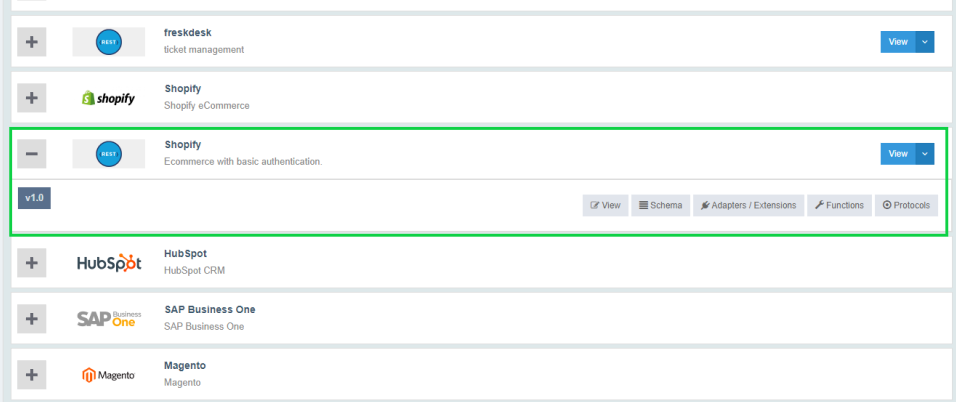 freskdesk
REST
ticket management
View
Shopify
shopify
Shopify eCommerce
Shopify
REST
Ecommerce with basic authentication.
View
v1.0
View Schema Adapters / Extensions Functions Protocols
HubSpot
HubSpot
HubSpot CRM
SAP Business One
SAP Business One
SAP Business One
Magento
Magento
Magento